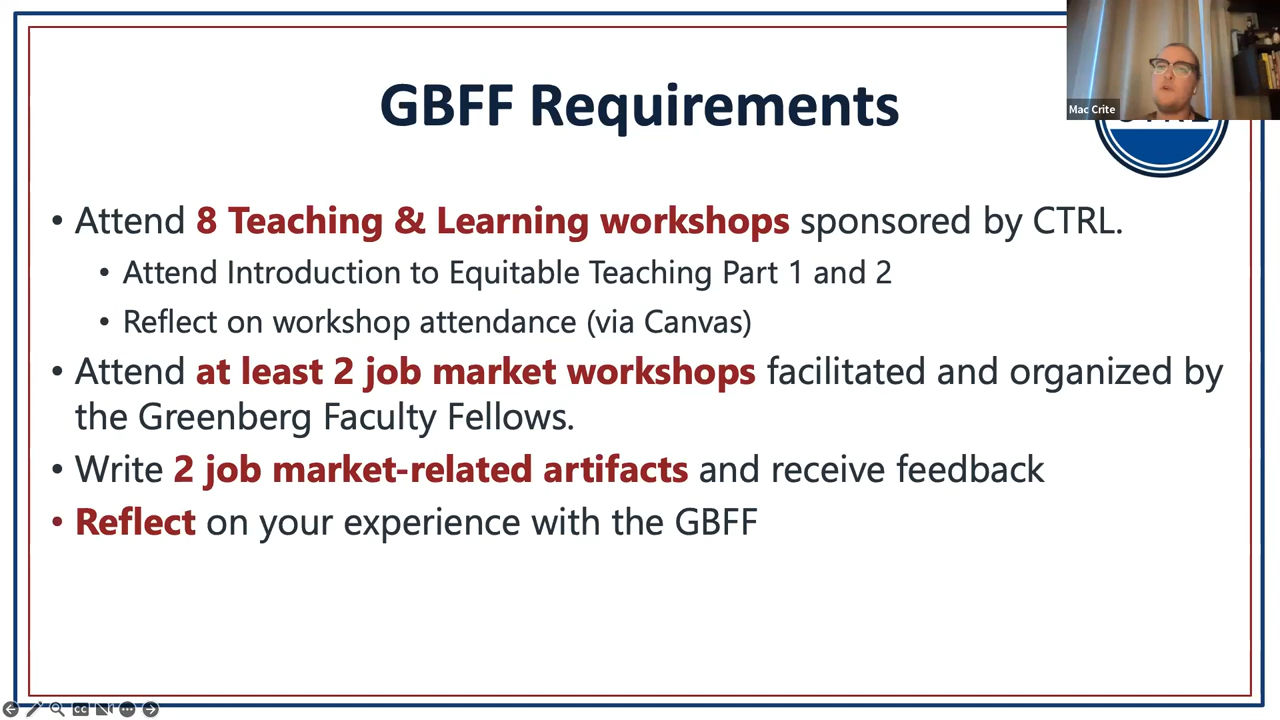 GBFF Requirements
Mac Crite
• Attend 8 Teaching & Learning workshops sponsored by CTRL.
• Attend Introduction to Equitable Teaching Part 1 and 2
• Reflect on workshop attendance (via Canvas)
• Attend at least 2 job market workshops facilitated and organized by
the Greenberg Faculty Fellows.
• Write 2 job market-related artifacts and receive feedback
• Reflect on your experience with the GBFF
CC